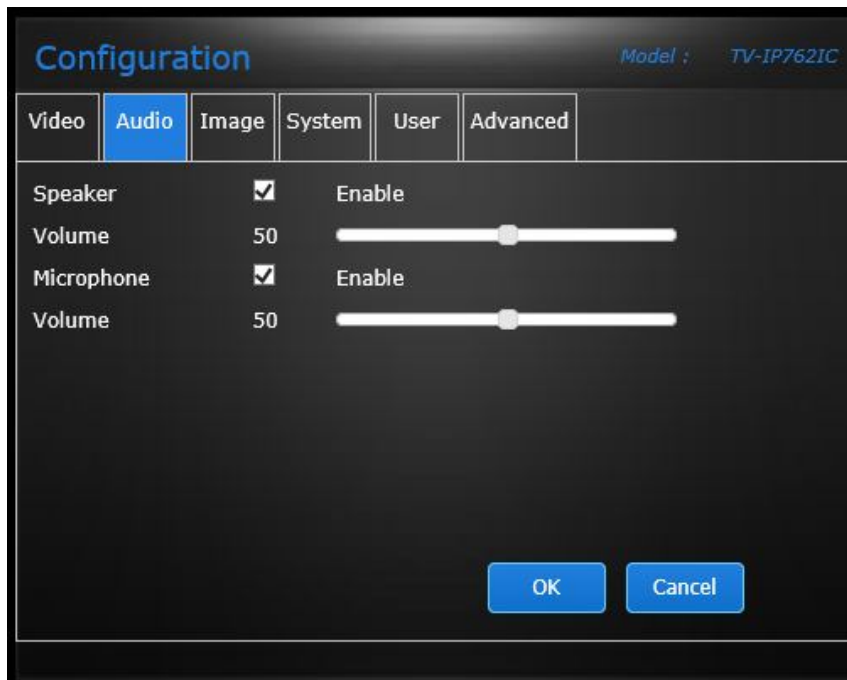 Configuration Model : TV-IP762IC
Video Audio Image System User Advanced
Speaker Enable
Volume 50
Microphone Enable
Volume 50
OK Cancel